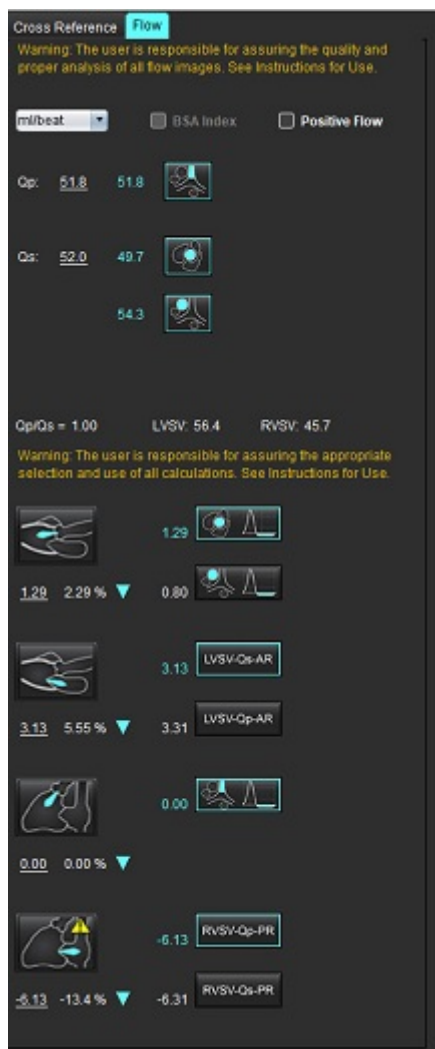 Cross Reference Flow
Warning: The user is responsible for assuring the quality and
proper analysis of all flow images. See Instructions for Use.
ml/beat BSA Index Positive Flow
Qp: 51.8 51.8
Qs: 52.0 49.7
54.3
Qp/Qs = 1.00 LVSV: 56.4 RVSV: 45.7
Warning: The user is responsible for assuring the appropriate
selection and use of all calculations. See Instructions for Use.
1.29
1.29 2.29 % 0.80
3.13 LVSV-Qs-AR
3.13 5.55 % 3.31 LVSV-Qp-AR
0.00
0.00 0.00 %
-6.13 RVSV-Qp-PR
-6.13 -13.4 % -6.31 RVSV-Qs-PR